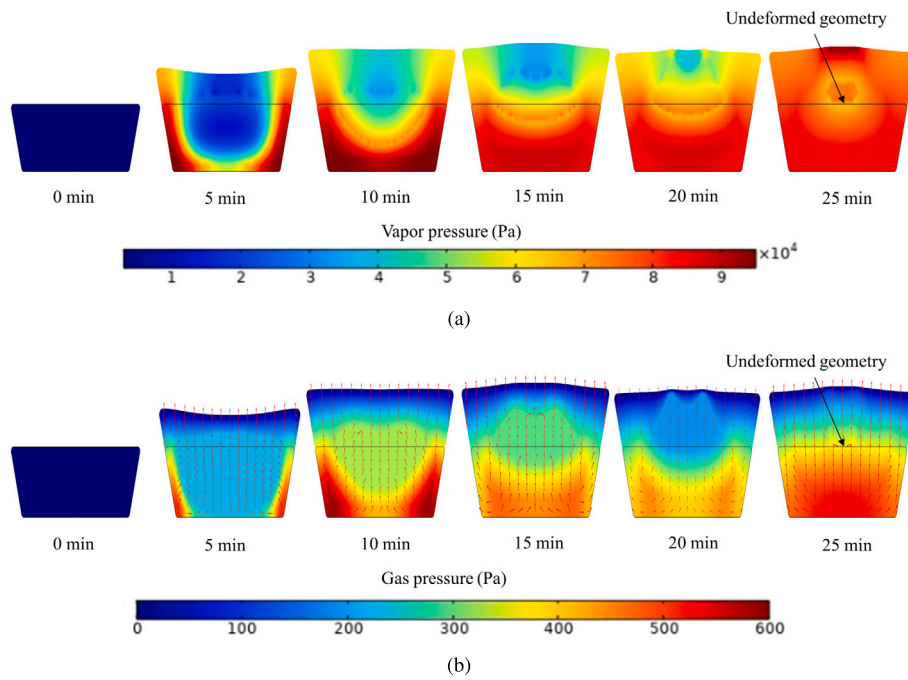 (a)
Undeformed geometry
0 min 5 min 10 min 15 min 20 min 25 min
Vapor pressure (Pa)
×10⁴
1 2 3 4 5 6 7 8 9
(a)
(b)
Undeformed geometry
0 min 5 min 10 min 15 min 20 min 25 min
Gas pressure (Pa)
0 100 200 300 400 500 600
(b)